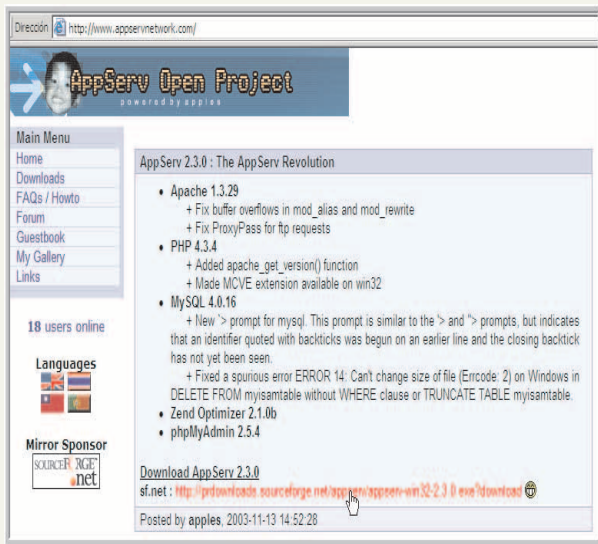 Dirección http://www.appservnetwork.com/
AppServ Open Project
powered by apples
Main Menu
Home
Downloads
FAQs / Howto
Forum
Guestbook
My Gallery
Links
18 users online
Languages
Mirror Sponsor
SOURCEFORGE
.net
AppServ 2.3.0 : The AppServ Revolution
• Apache 1.3.29
+ Fix buffer overflows in mod_alias and mod_rewrite
+ Fix ProxyPass for ftp requests
• PHP 4.3.4
+ Added apache_get_version() function
+ Made MCVE extension available on win32
• MySQL 4.0.16
+ New `> prompt for mysql. This prompt is similar to the '> and "> prompts, but indicates
that an identifier quoted with backticks was begun on an earlier line and the closing backtick
has not yet been seen.
+ Fixed a spurious error ERROR 14: Can't change size of file (Errcode: 2) on Windows in
DELETE FROM myisamtable without WHERE clause or TRUNCATE TABLE myisamtable.
• Zend Optimizer 2.1.0b
• phpMyAdmin 2.5.4
Download AppServ 2.3.0
sf.net : http://prdownloads.sourceforge.net/appserv/appserv-win32-2.3.0.exe?download
Posted by apples, 2003-11-13 14:52:28